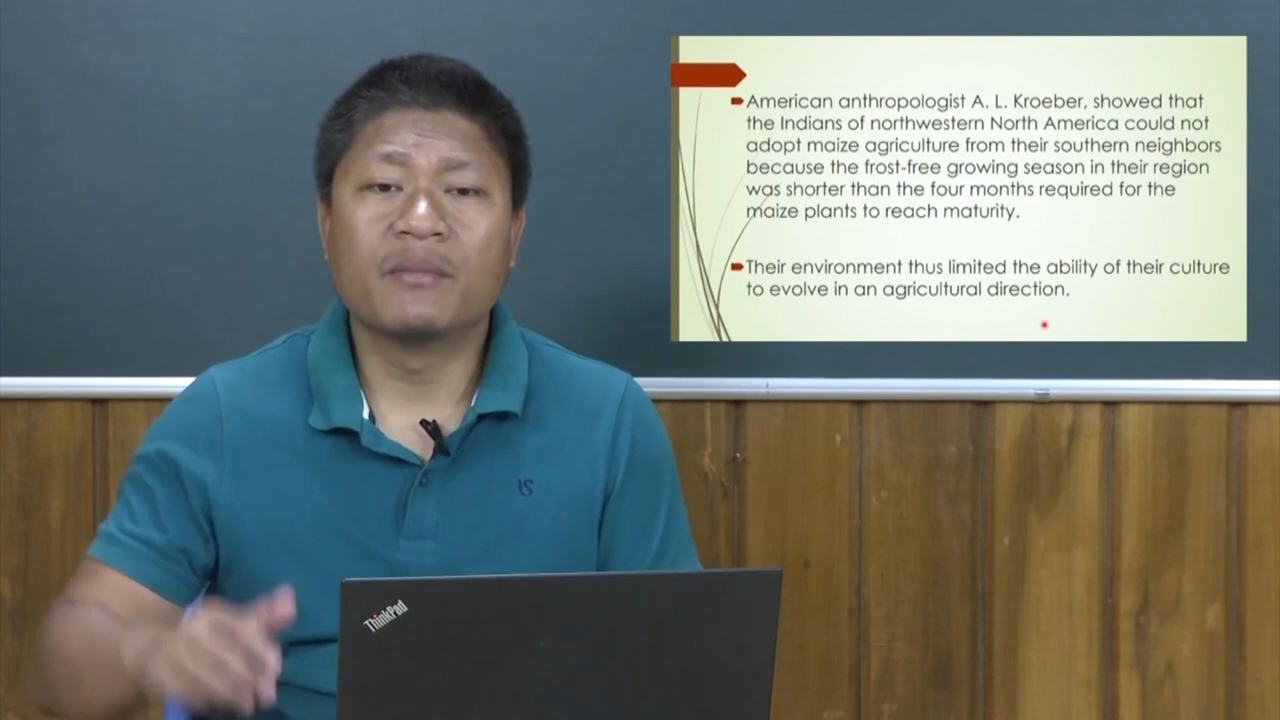 American anthropologist A. L. Kroeber, showed that
the Indians of northwestern North America could not
adopt maize agriculture from their southern neighbors
because the frost-free growing season in their region
was shorter than the four months required for the
maize plants to reach maturity.
Their environment thus limited the ability of their culture
to evolve in an agricultural direction.
ThinkPad